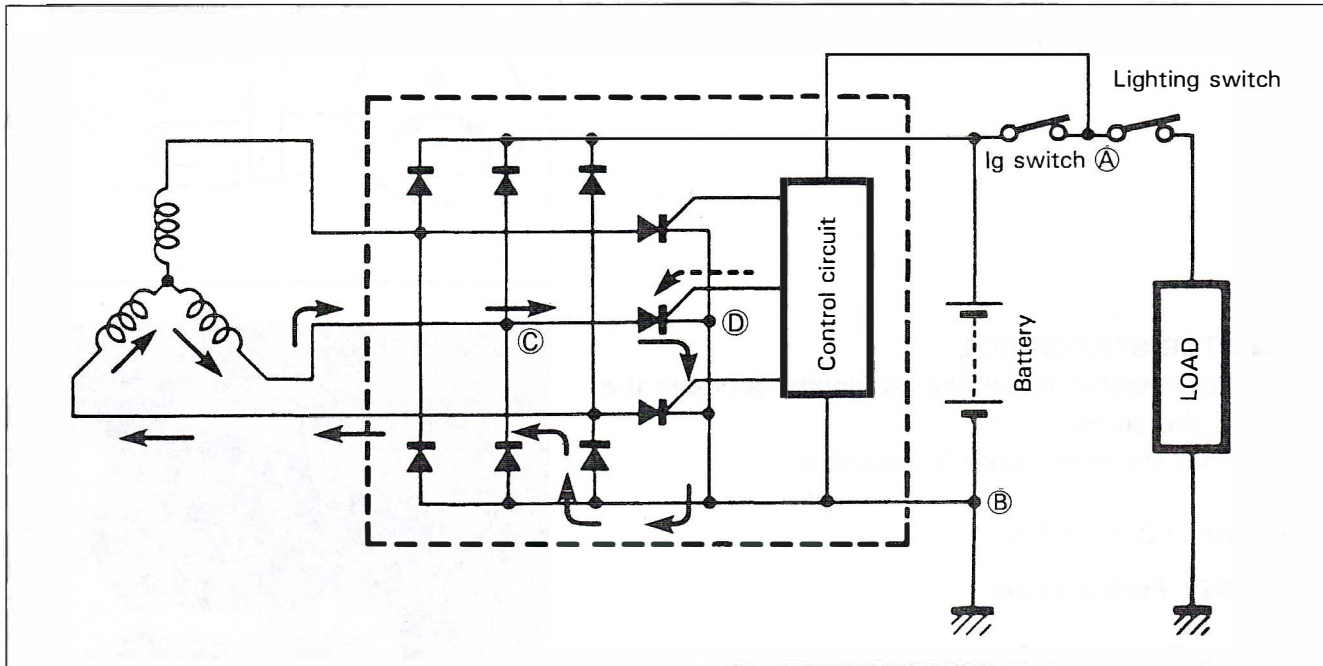 Lighting switch
Ig switch Ⓐ
Control circuit
Battery
LOAD
Ⓒ
Ⓓ
Ⓑ